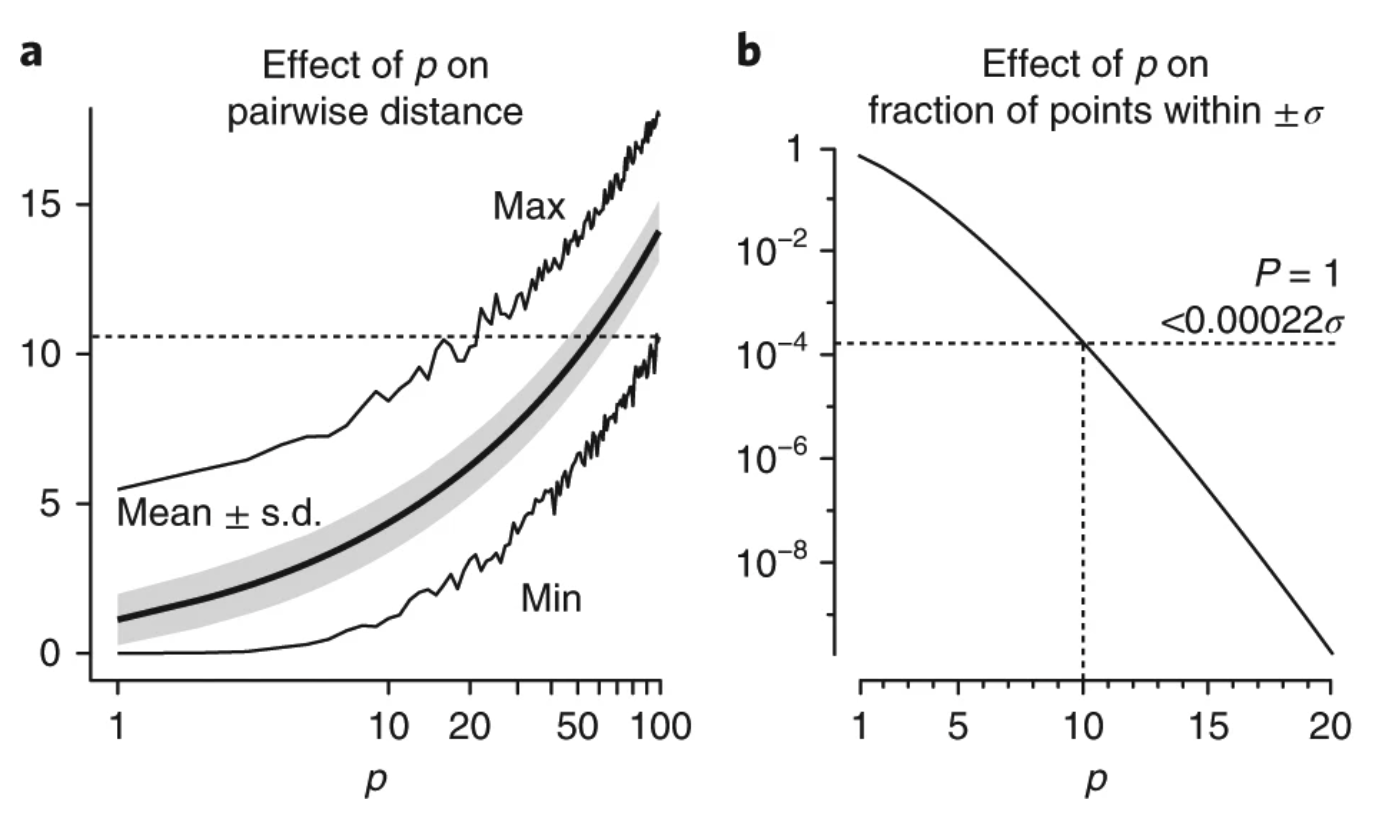 a
Effect of p on
pairwise distance
15
10
5
0
Max
Mean ± s.d.
Min
1
10
20
50
100
p
b
Effect of p on
fraction of points within ±σ
1
10⁻²
10⁻⁴
10⁻⁶
10⁻⁸
P = 1
<0.00022σ
1
5
10
15
20
p